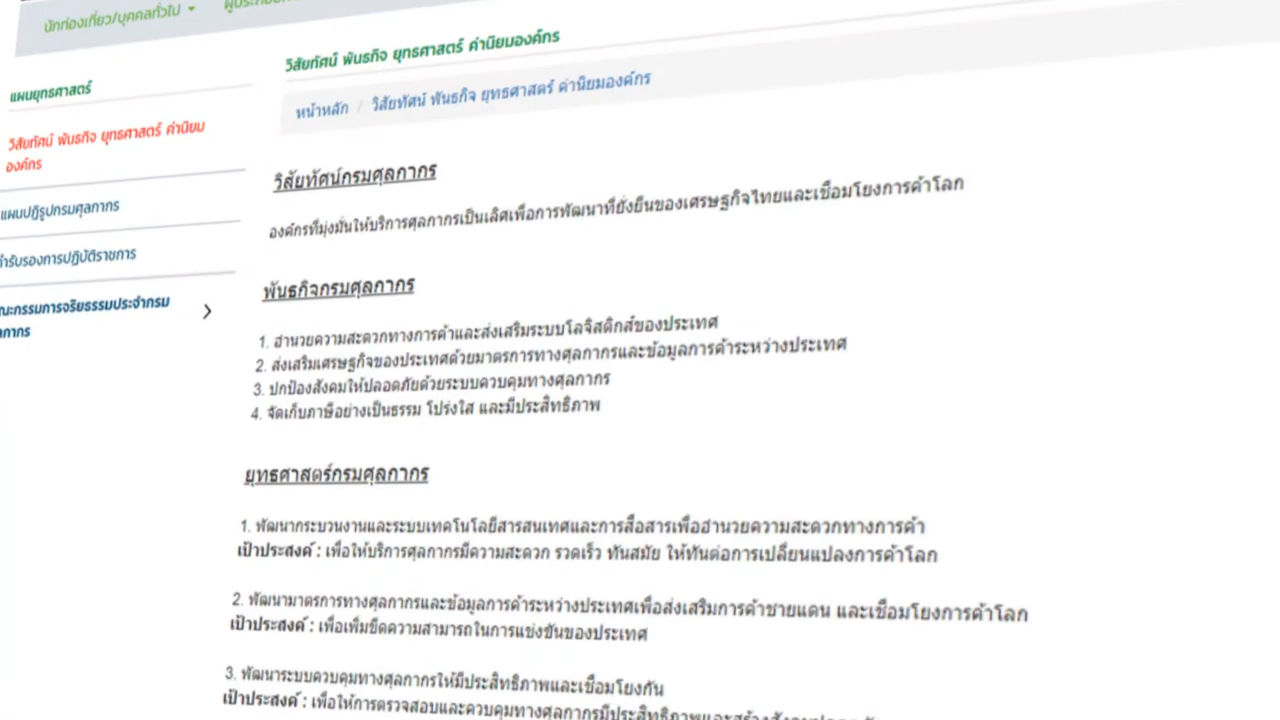 นักท่องเที่ยว/บุคคลทั่วไป
แผนยุทธศาสตร์
วิสัยทัศน์ พันธกิจ ยุทธศาสตร์ ค่านิยม
องค์กร
แผนปฏิรูปกรมศุลกากร
คำรับรองการปฏิบัติราชการ
วิสัยทัศน์ พันธกิจ ยุทธศาสตร์ ค่านิยมองค์กร
หน้าหลัก / วิสัยทัศน์ พันธกิจ ยุทธศาสตร์ ค่านิยมองค์กร
วิสัยทัศน์กรมศุลกากร
องค์กรที่มุ่งมั่นให้บริการศุลกากรเป็นเลิศเพื่อการพัฒนาที่ยั่งยืนของเศรษฐกิจไทยและเชื่อมโยงการค้าโลก
พันธกิจกรมศุลกากร
1. อำนวยความสะดวกทางการค้าและส่งเสริมระบบโลจิสติกส์ของประเทศ
2. ส่งเสริมเศรษฐกิจของประเทศด้วยมาตรการทางศุลกากรและข้อมูลการค้าระหว่างประเทศ
3. ปกป้องสังคมให้ปลอดภัยด้วยระบบควบคุมทางศุลกากร
4. จัดเก็บภาษีอย่างเป็นธรรม โปร่งใส และมีประสิทธิภาพ
ยุทธศาสตร์กรมศุลกากร
1. พัฒนากระบวนงานและระบบเทคโนโลยีสารสนเทศและการสื่อสารเพื่ออำนวยความสะดวกทางการค้า
เป้าประสงค์ : เพื่อให้บริการศุลกากรมีความสะดวก รวดเร็ว ทันสมัย ให้ทันต่อการเปลี่ยนแปลงการค้าโลก
2. พัฒนามาตรการทางศุลกากรและข้อมูลการค้าระหว่างประเทศเพื่อส่งเสริมการค้าชายแดน และเชื่อมโยงการค้าโลก
เป้าประสงค์ : เพื่อเพิ่มขีดความสามารถในการแข่งขันของประเทศ
3. พัฒนาระบบควบคุมทางศุลกากรให้มีประสิทธิภาพและเชื่อมโยงกัน
เป้าประสงค์ : เพื่อให้การตรวจสอบและควบคุมทางศุลกากรมีประสิทธิภาพและสร้างสังคม